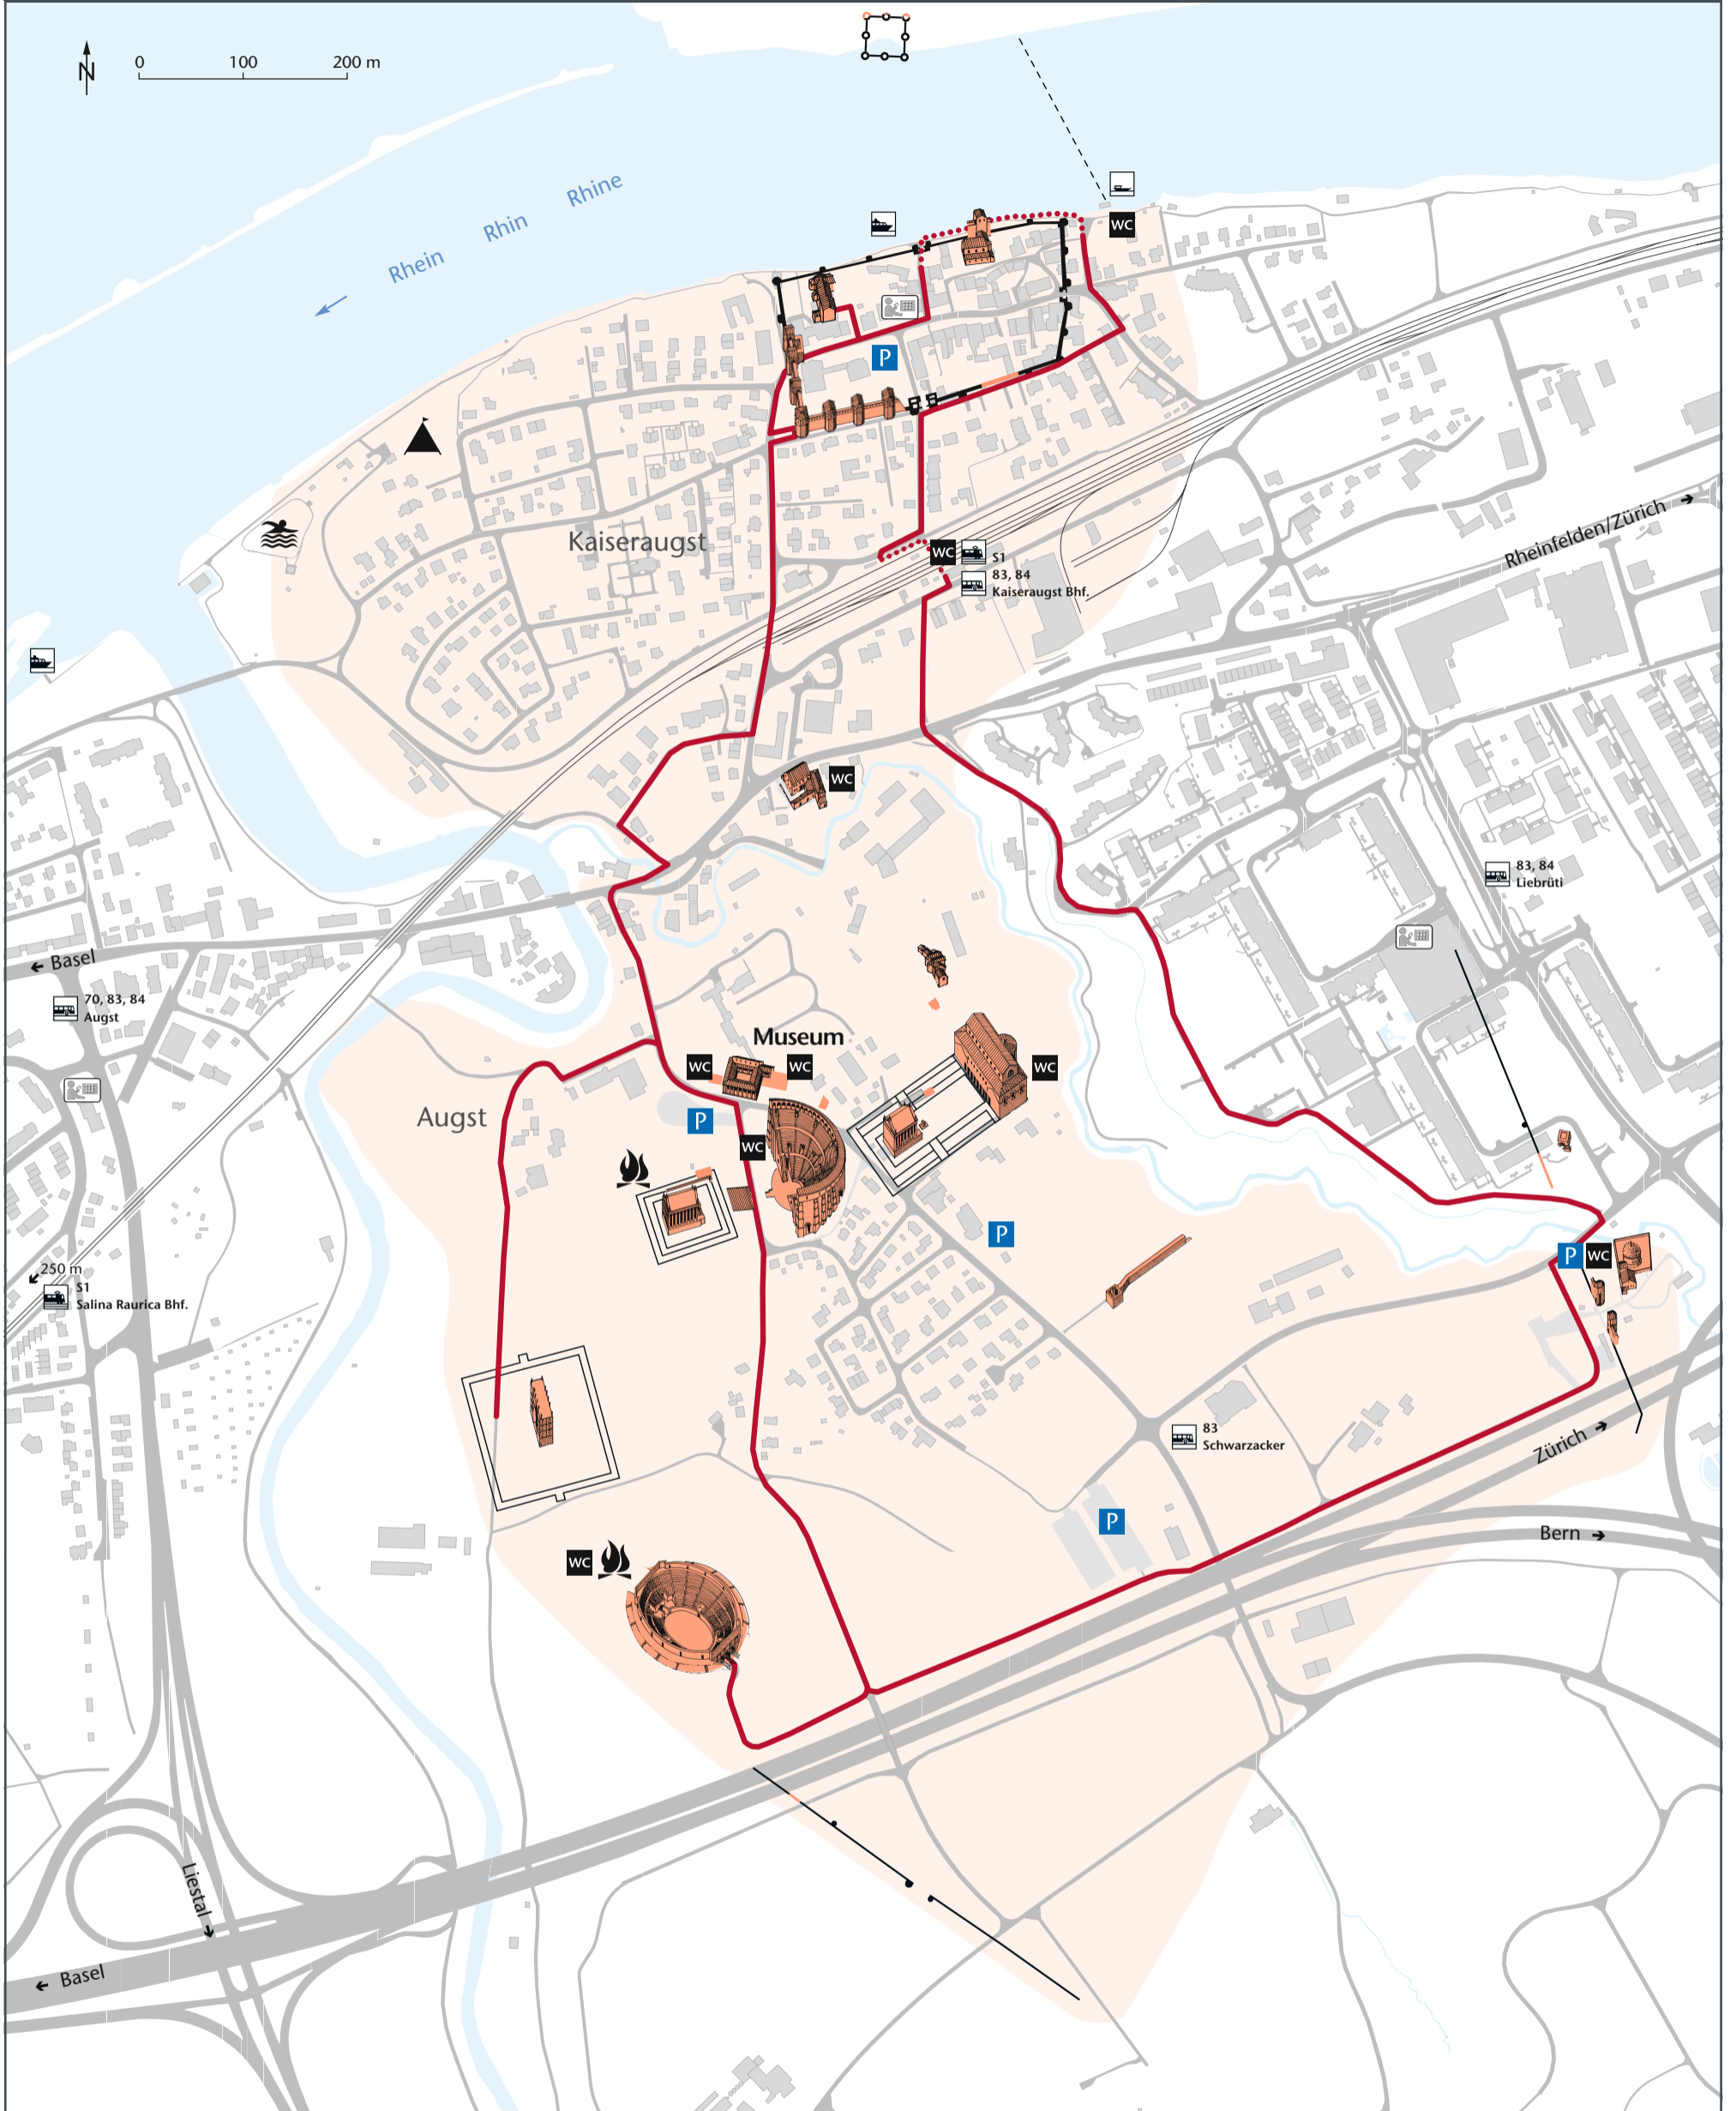 N
0 100 200 m
Rhein Rhin Rhine
WC
P
Kaiseraugst
WC S1
83, 84
Kaiseraugst Bhf.
Rheinfelden/Zürich
WC
83, 84
Liebrüti
Basel
70, 83, 84
Augst
Museum
WC WC WC
Augst
P
WC
P
P WC
250 m
S1
Salina Raurica Bhf.
83
Schwarzacker
Zürich
P
Bern
WC
Liestal
Basel